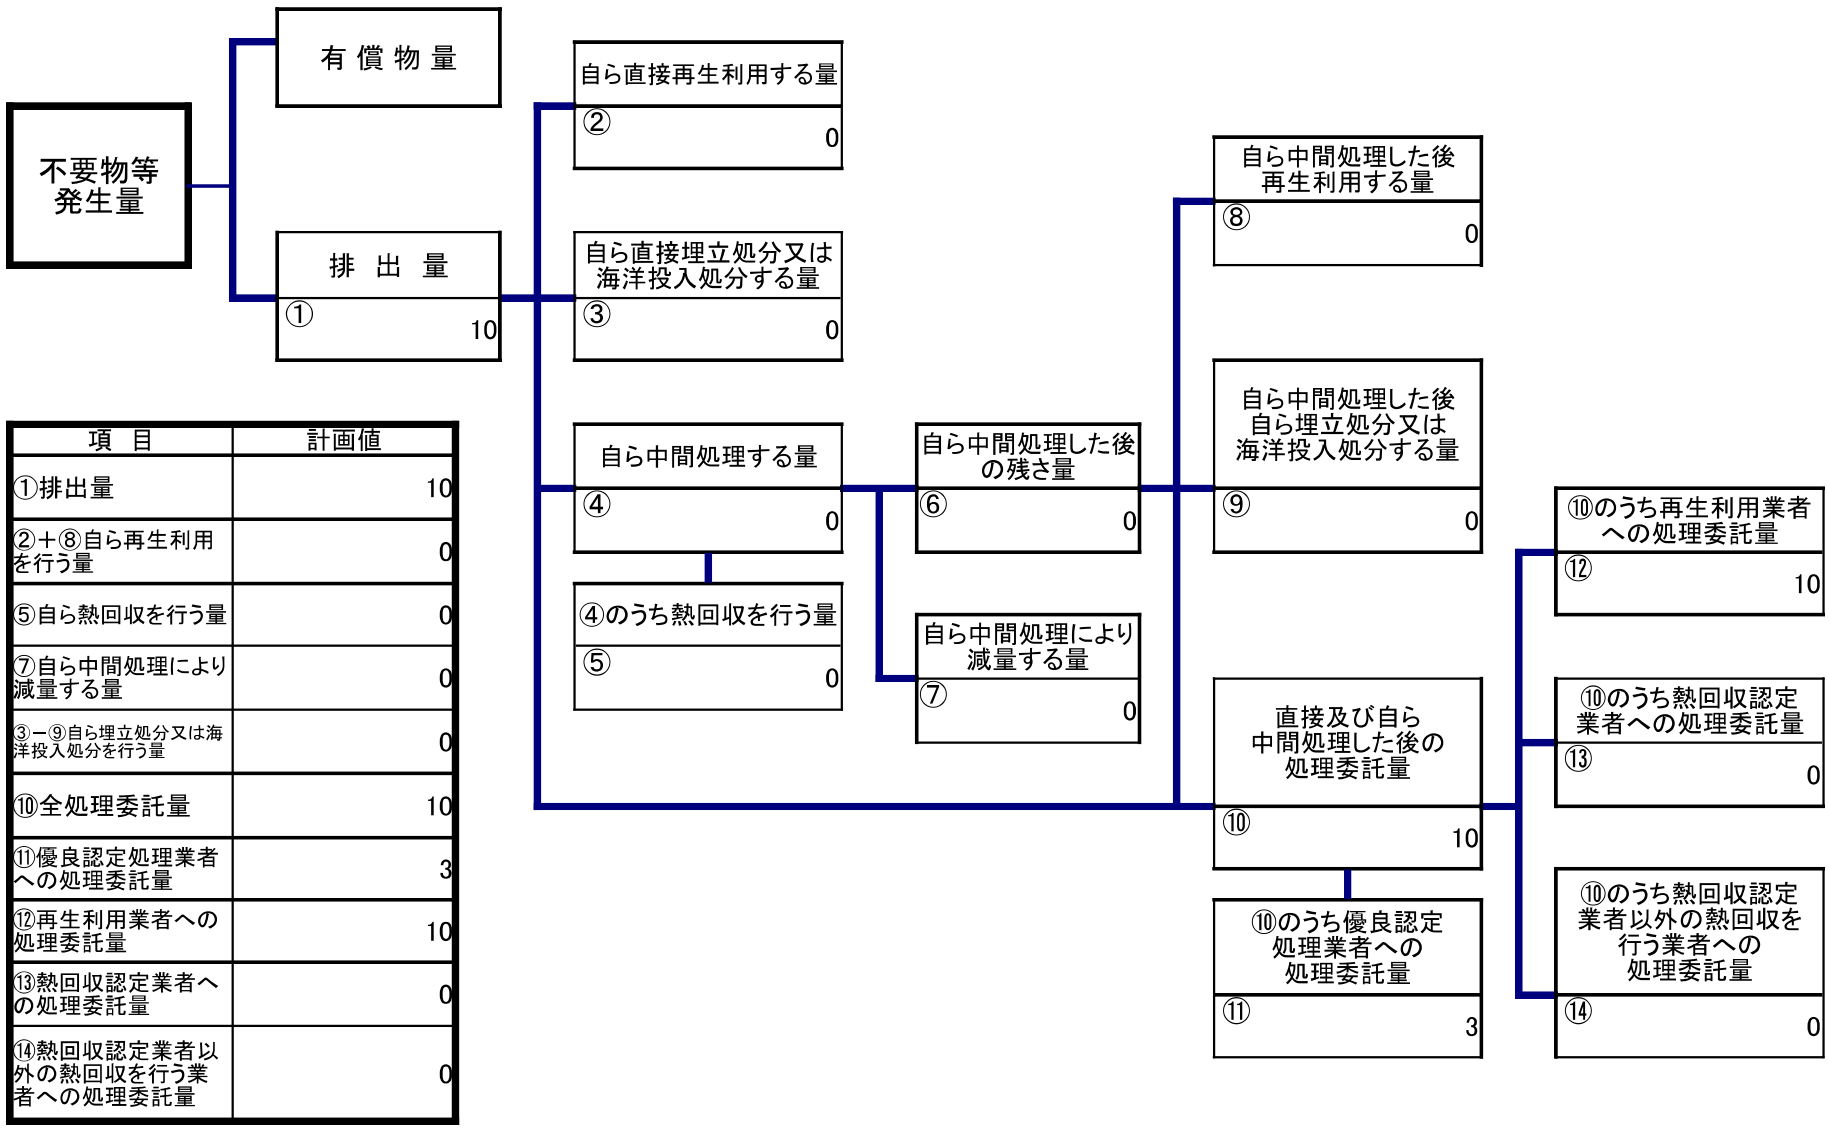 有償物量
不要物等
発生量
排出量
①
10
自ら直接再生利用する量
②
0
自ら直接埋立処分又は
海洋投入処分する量
③
0
自ら中間処理する量
④
0
④のうち熱回収を行う量
⑤
0
自ら中間処理した後
の残さ量
⑥
0
自ら中間処理により
減量する量
⑦
0
自ら中間処理した後
再生利用する量
⑧
0
自ら中間処理した後
自ら埋立処分又は
海洋投入処分する量
⑨
0
直接及び自ら
中間処理した後の
処理委託量
⑩
10
⑩のうち優良認定
処理業者への
処理委託量
⑪
3
⑩のうち再生利用業者
への処理委託量
⑫
10
⑩のうち熱回収認定
業者への処理委託量
⑬
0
⑩のうち熱回収認定
業者以外の熱回収を
行う業者への
処理委託量
⑭
0
項目 計画値
①排出量 10
②＋⑧自ら再生利用
を行う量 0
⑤自ら熱回収を行う量 0
⑦自ら中間処理により
減量する量 0
③－⑨自ら埋立処分又は海
洋投入処分を行う量 0
⑩全処理委託量 10
⑪優良認定処理業者
への処理委託量 3
⑫再生利用業者への
処理委託量 10
⑬熱回収認定業者へ
の処理委託量 0
⑭熱回収認定業者以
外の熱回収を行う業
者への処理委託量 0